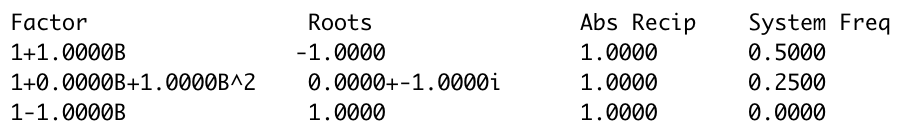 Factor Roots Abs Recip System Freq
1+1.0000B -1.0000 1.0000 0.5000
1+0.0000B+1.0000B^2 0.0000+-1.0000i 1.0000 0.2500
1-1.0000B 1.0000 1.0000 0.0000